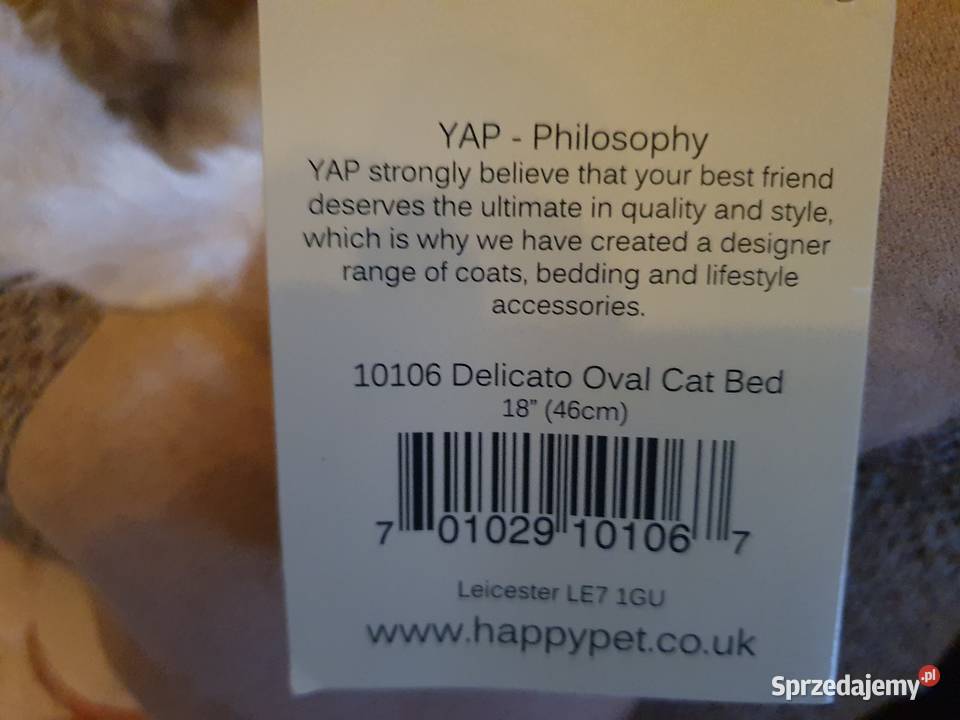 YAP - Philosophy
YAP strongly believe that your best friend
deserves the ultimate in quality and style,
which is why we have created a designer
range of coats, bedding and lifestyle
accessories.
10106 Delicato Oval Cat Bed
18” (46cm)
7 01029 10106 7
Leicester LE7 1GU
www.happypet.co.uk
Sprzedajemy.pl